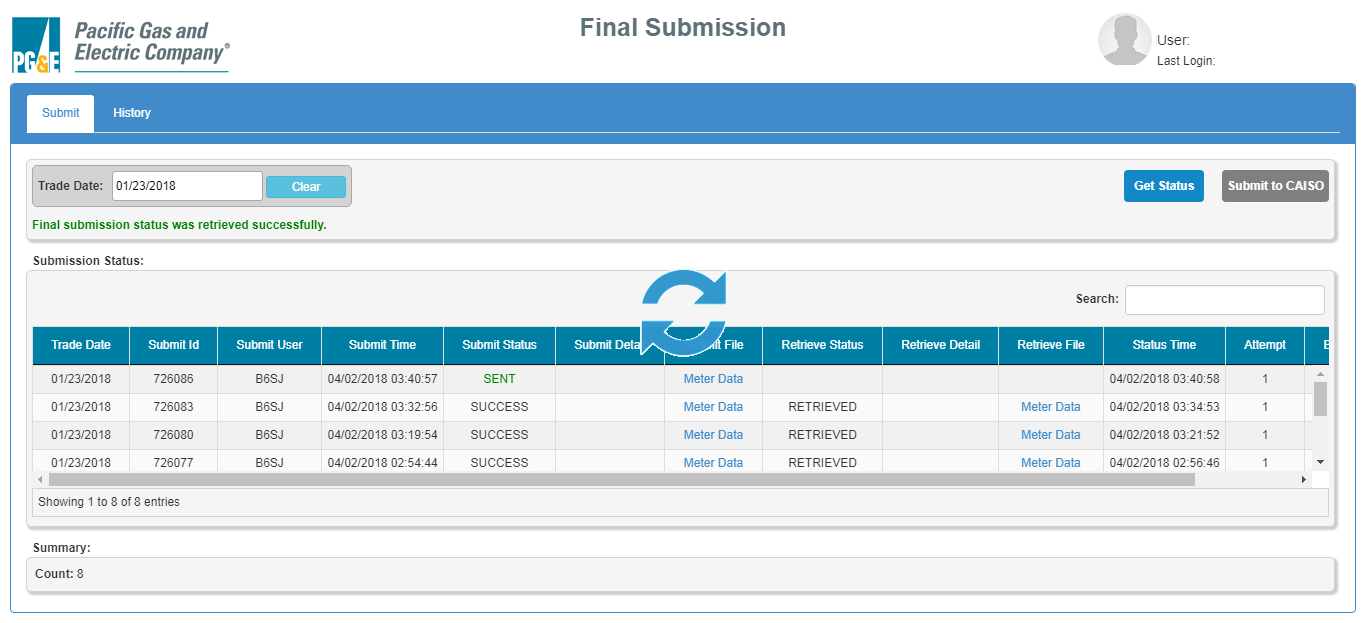 PG&E
Pacific Gas and
Electric Company®
Final Submission
User:
Last Login:
Submit History
Trade Date: 01/23/2018 Clear Get Status Submit to CAISO
Final submission status was retrieved successfully.
Submission Status:
Search:
Trade Date Submit Id Submit User Submit Time Submit Status Submit File Retrieve Status Retrieve Detail Retrieve File Status Time Attempt
01/23/2018 726086 B6SJ 04/02/2018 03:40:57 SENT Meter Data 04/02/2018 03:40:58 1
01/23/2018 726083 B6SJ 04/02/2018 03:32:56 SUCCESS Meter Data RETRIEVED Meter Data 04/02/2018 03:34:53 1
01/23/2018 726080 B6SJ 04/02/2018 03:19:54 SUCCESS Meter Data RETRIEVED Meter Data 04/02/2018 03:21:52 1
01/23/2018 726077 B6SJ 04/02/2018 02:54:44 SUCCESS Meter Data RETRIEVED Meter Data 04/02/2018 02:56:46 1
Showing 1 to 8 of 8 entries
Summary:
Count: 8